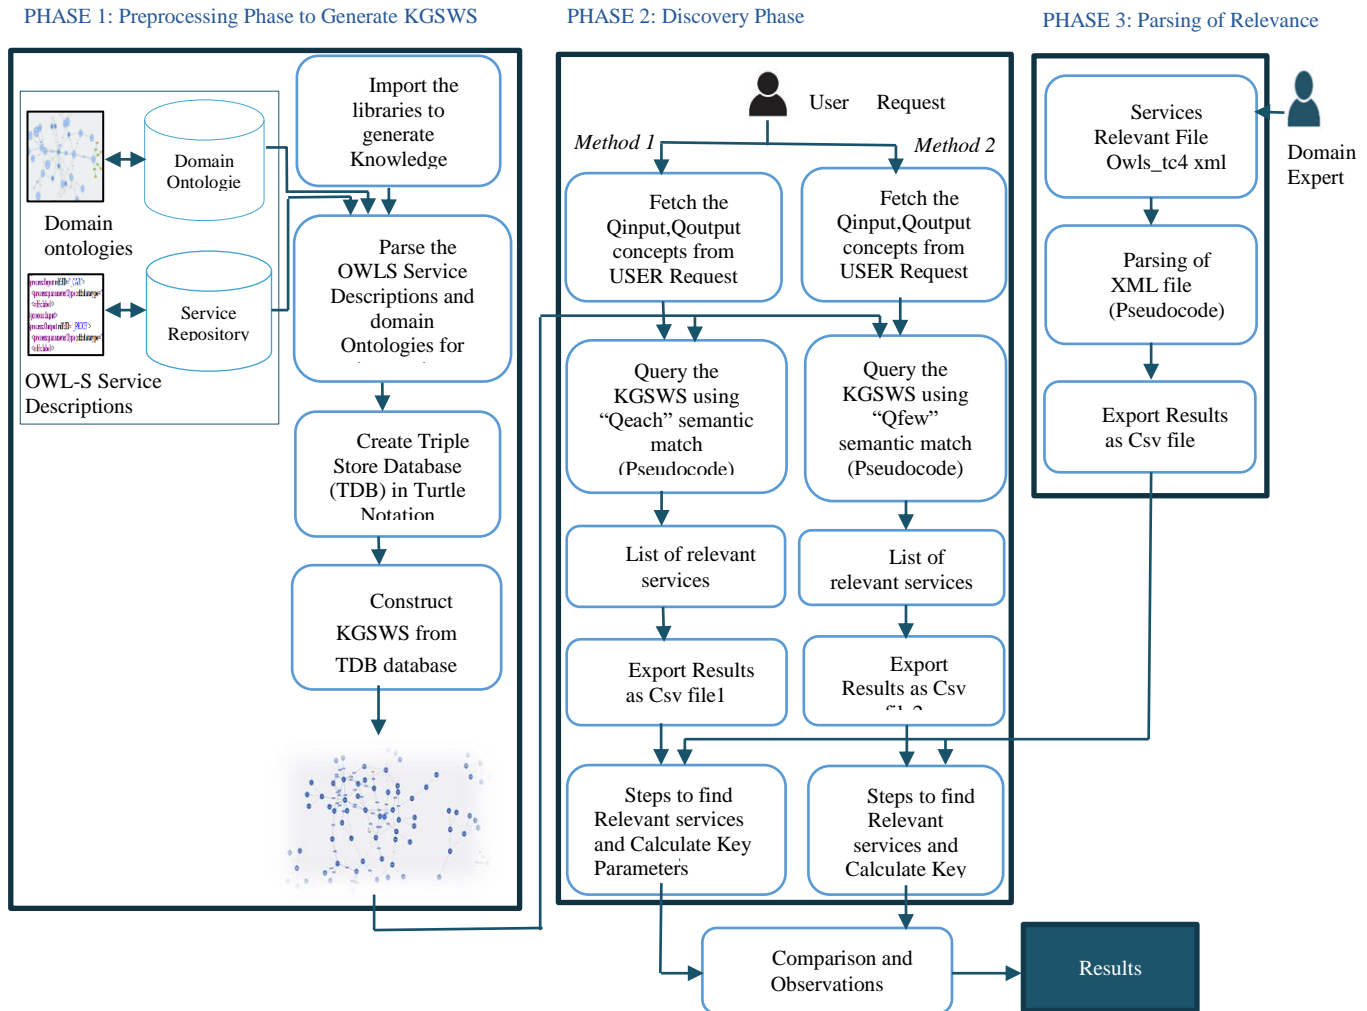 PHASE 1: Preprocessing Phase to Generate KGSWS
PHASE 2: Discovery Phase
PHASE 3: Parsing of Relevance
Import the
libraries to
generate
Knowledge
Domain
Ontologie
Domain
ontologies
Service
Repository
OWL-S Service
Descriptions
Parse the
OWLS Service
Descriptions and
domain
Ontologies for
Create Triple
Store Database
(TDB) in Turtle
Notation
Construct
KGSWS from
TDB database
User Request
Method 1
Method 2
Fetch the
Qinput,Qoutput
concepts from
USER Request
Fetch the
Qinput,Qoutput
concepts from
USER Request
Query the
KGSWS using
“Qeach” semantic
match
(Pseudocode)
Query the
KGSWS using
“Qfew”
semantic match
(Pseudocode)
List of relevant
services
List of
relevant services
Export Results
as Csv file1
Export
Results as Csv
file2
Steps to find
Relevant services
and Calculate Key
Parameters
Steps to find
Relevant
services and
Calculate Key
Services
Relevant File
Owls_tc4 xml
Domain
Expert
Parsing of
XML file
(Pseudocode)
Export Results
as Csv file
Comparison and
Observations
Results